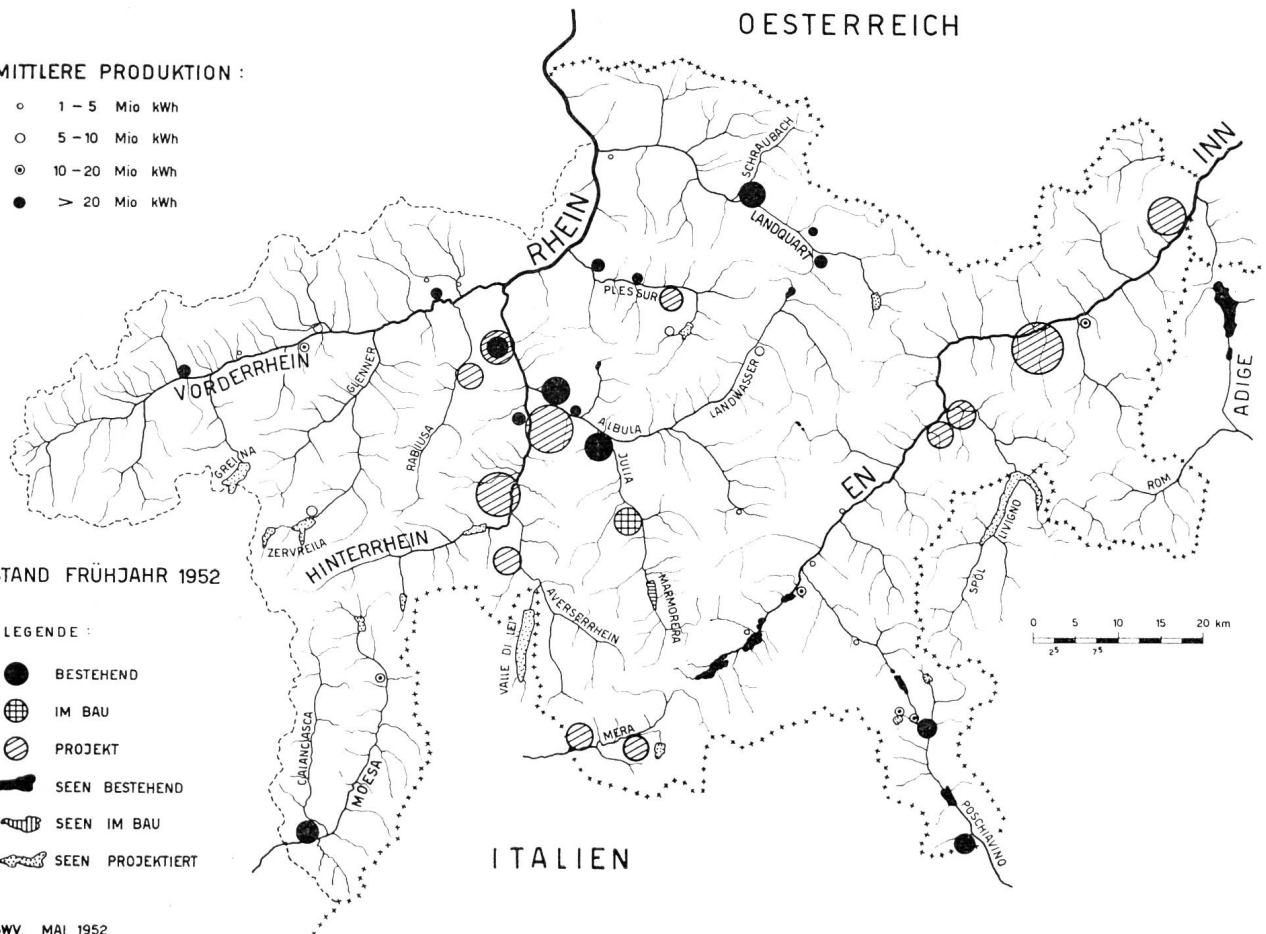 OESTERREICH
MITTLERE PRODUKTION :
1 – 5 Mio kWh
5 – 10 Mio kWh
10 – 20 Mio kWh
> 20 Mio kWh
SCHRAUBACH
LANDQUART
INN
RHEIN
PLESSUR
VORDERRHEIN
GLENNER
LANDWASSER
ADIGE
RABIUSA
ALBULA
JULIA
GREINA
EN
ROM
ZERVREILA
HINTERRHEIN
LIVIGNO
SPÖL
STAND FRÜHJAHR 1952
MARMORERA
AVERSERRHEIN
VALLE DI LEI
0 5 10 15 20 km
2⁵ 7⁵
LEGENDE :
BESTEHEND
IM BAU
PROJEKT
SEEN BESTEHEND
SEEN IM BAU
SEEN PROJEKTIERT
CALANCASCA
MOESA
MERA
POSCHIAVINO
ITALIEN
SWV. MAI 1952